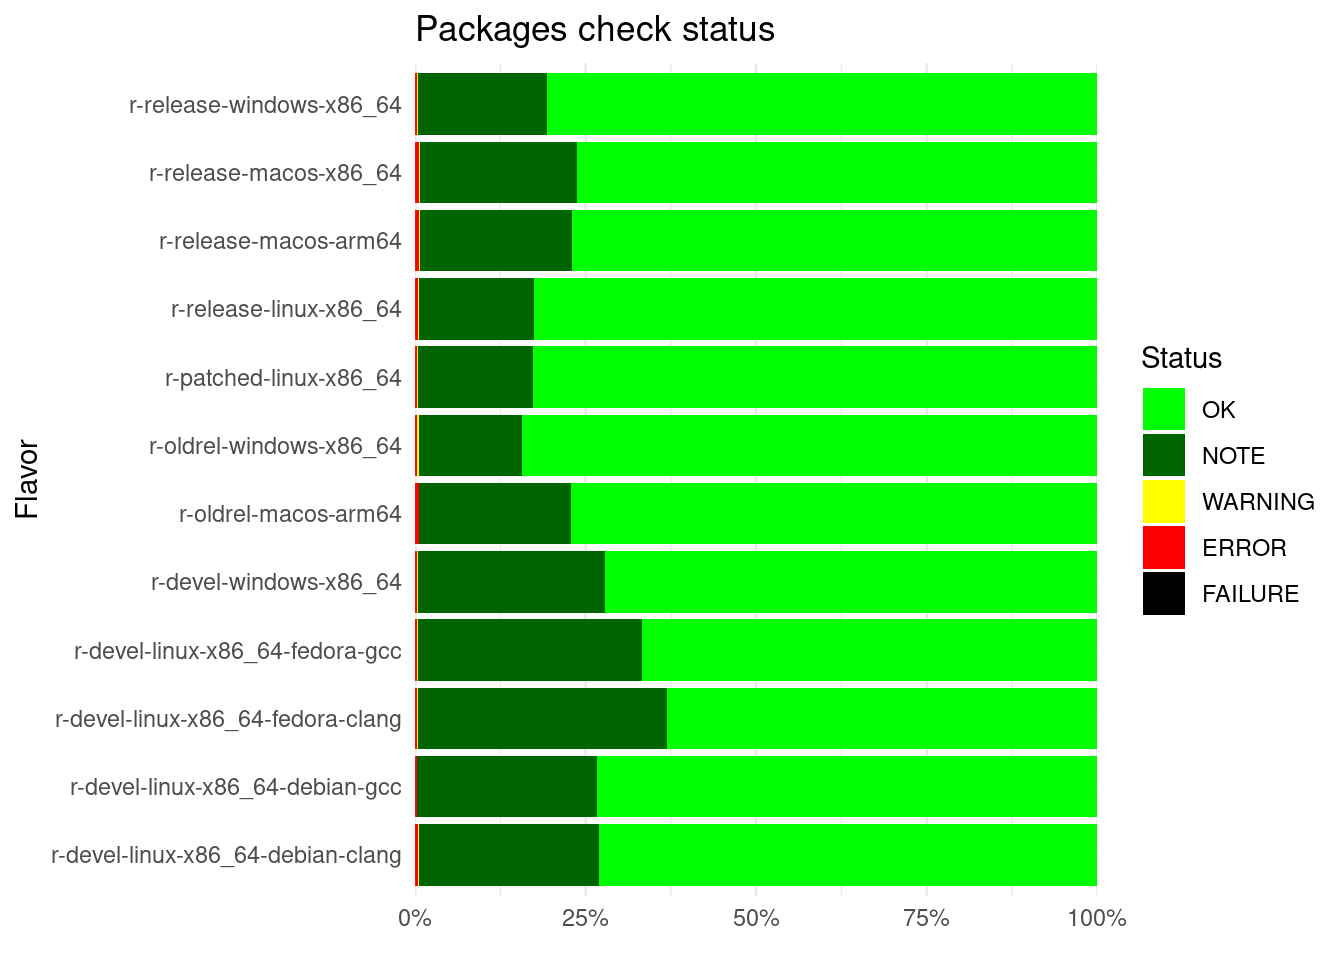 Packages check status
Flavor
r-release-windows-x86_64
r-release-macos-x86_64
r-release-macos-arm64
r-release-linux-x86_64
r-patched-linux-x86_64
r-oldrel-windows-x86_64
r-oldrel-macos-arm64
r-devel-windows-x86_64
r-devel-linux-x86_64-fedora-gcc
r-devel-linux-x86_64-fedora-clang
r-devel-linux-x86_64-debian-gcc
r-devel-linux-x86_64-debian-clang
0% 25% 50% 75% 100%
Status
OK
NOTE
WARNING
ERROR
FAILURE